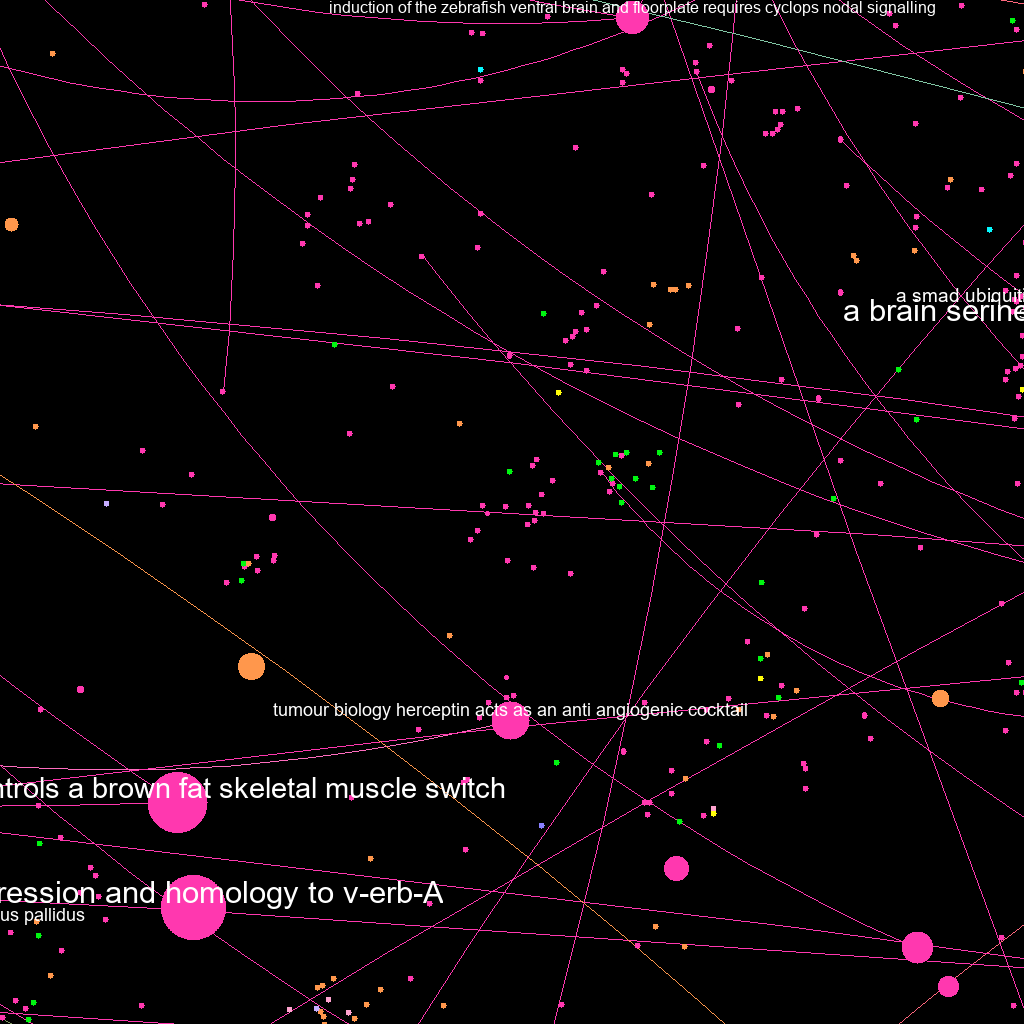 induction of the zebrafish ventral brain and floorplate requires cyclops nodal signalling
a smad ubiquiti
a brain serine
tumour biology herceptin acts as an anti angiogenic cocktail
ntrols a brown fat skeletal muscle switch
ression and homology to v-erb-A
us pallidus